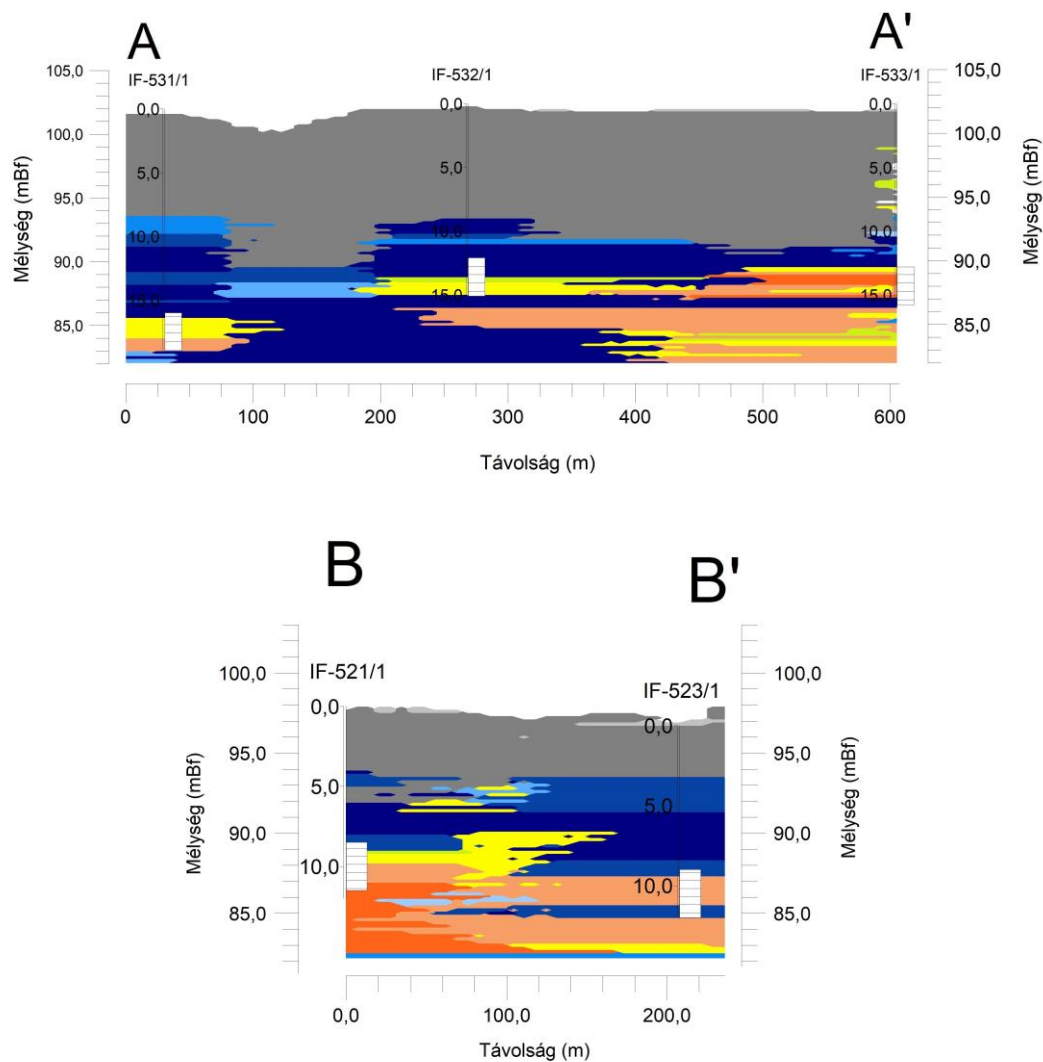 A A'
IF-531/1 IF-532/1 IF-533/1
105,0 105,0
0,0 0,0 0,0
100,0 100,0
5,0 5,0 5,0
95,0 95,0
10,0 10,0 10,0
90,0 90,0
15,0 15,0 15,0
85,0 85,0
Mélység (mBf) Mélység (mBf)
0 100 200 300 400 500 600
Távolság (m)
B B'
IF-521/1 IF-523/1
100,0 100,0
0,0 0,0
95,0 95,0
5,0 5,0
90,0 90,0
10,0 10,0
85,0 85,0
Mélység (mBf) Mélység (mBf)
0,0 100,0 200,0
Távolság (m)